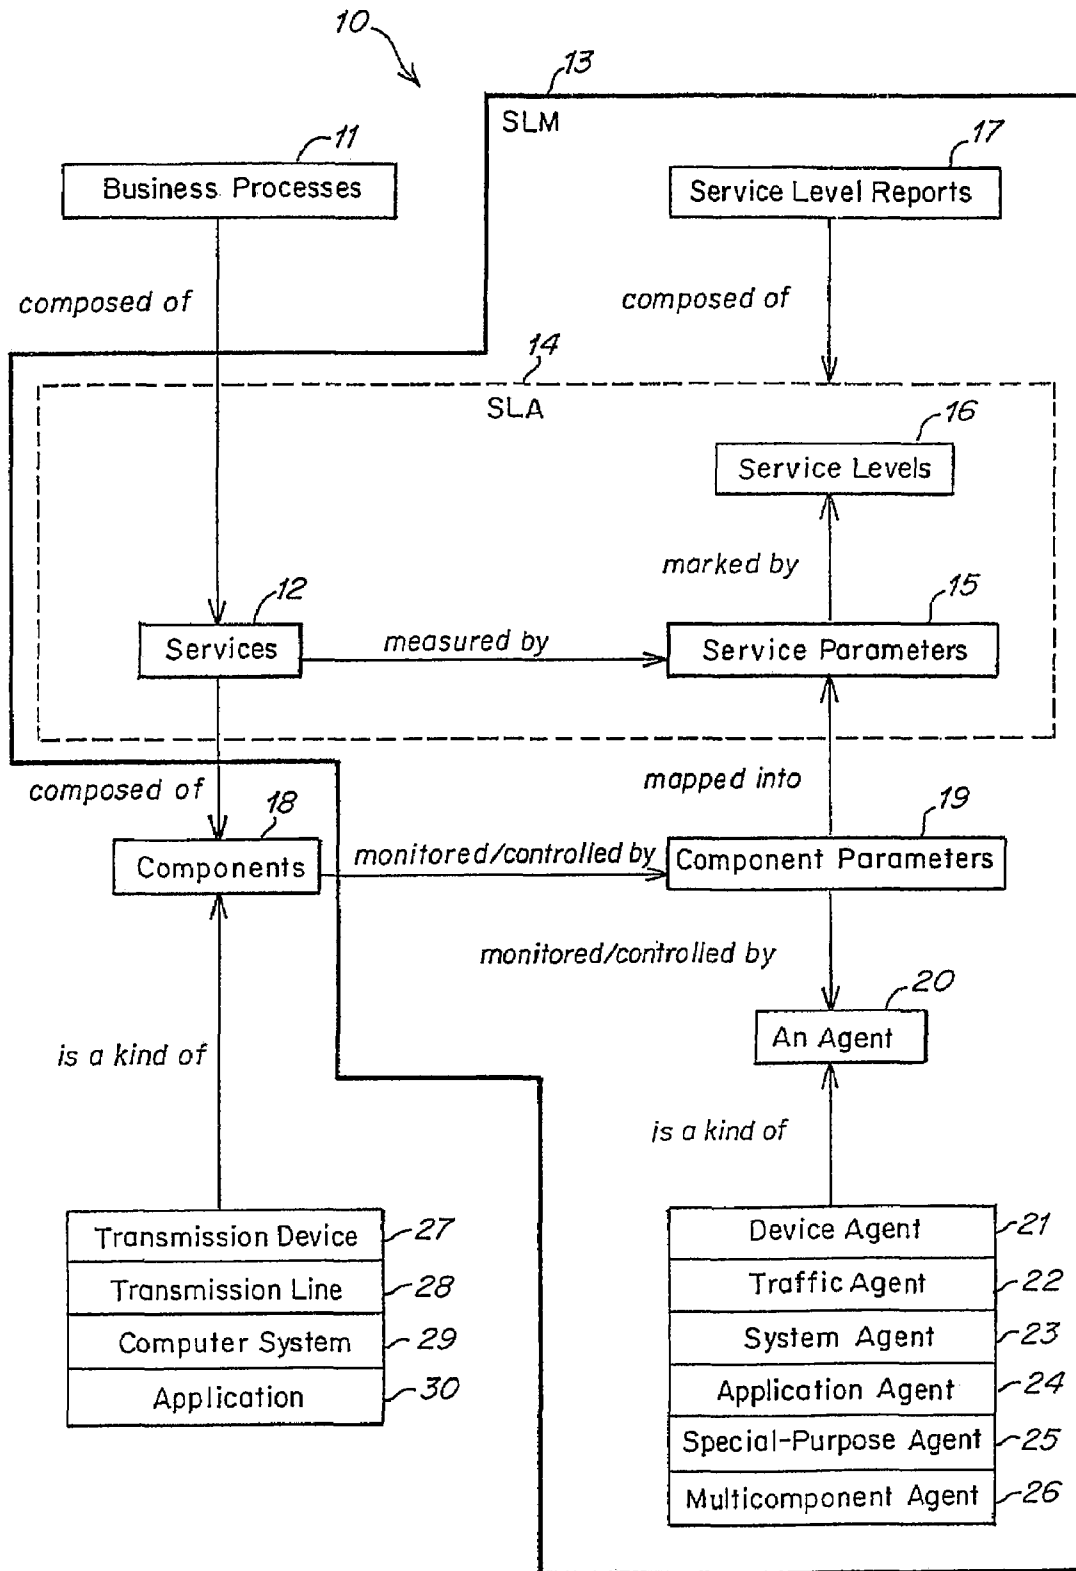 10
13
SLM
11
Business Processes
17
Service Level Reports
composed of
composed of
14
SLA
16
Service Levels
marked by
12
Services
measured by
15
Service Parameters
composed of
mapped into
18
Components
monitored/controlled by
19
Component Parameters
monitored/controlled by
20
An Agent
is a kind of
is a kind of
Transmission Device 27
Transmission Line 28
Computer System 29
Application 30
Device Agent 21
Traffic Agent 22
System Agent 23
Application Agent 24
Special-Purpose Agent 25
Multicomponent Agent 26